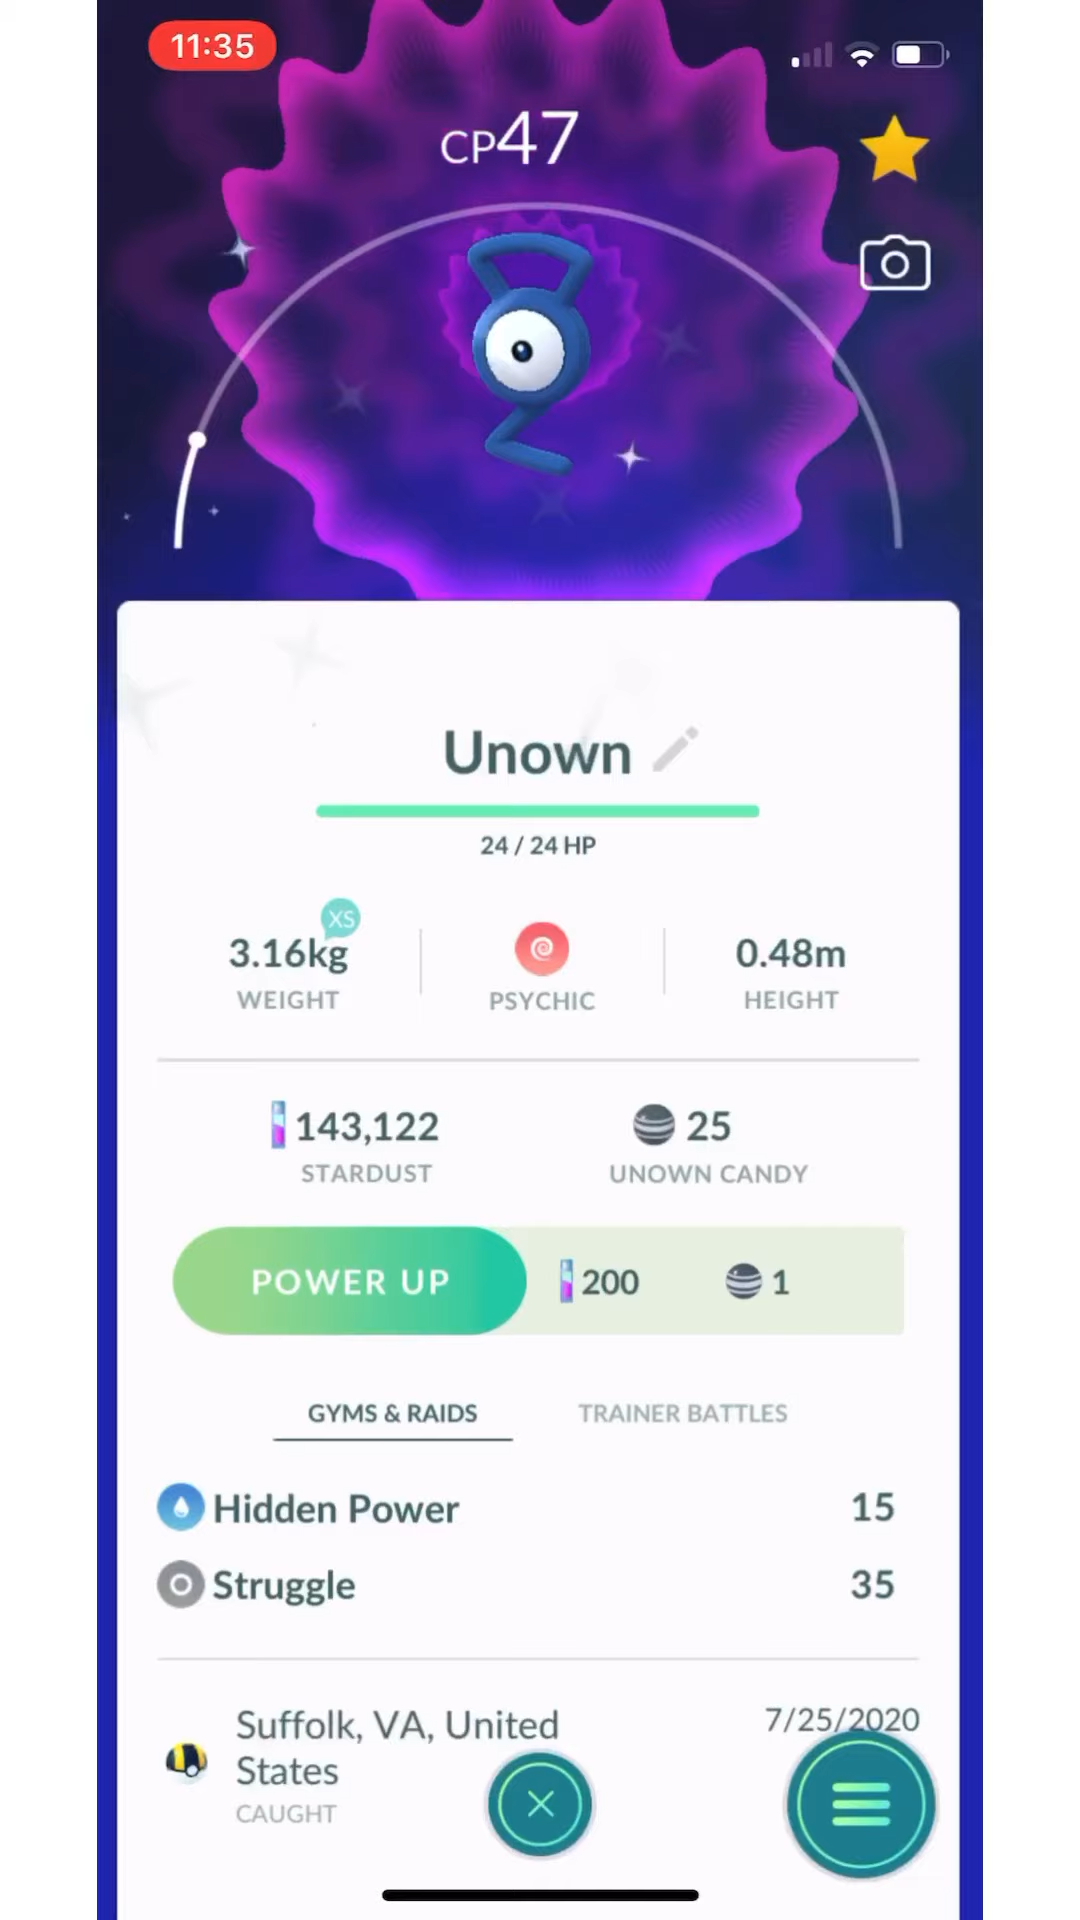 11:35
CP47
Unown
24 / 24 HP
XS
3.16kg
WEIGHT
PSYCHIC
0.48m
HEIGHT
143,122
STARDUST
25
UNOWN CANDY
POWER UP
200
1
GYMS & RAIDS
TRAINER BATTLES
Hidden Power
15
Struggle
35
Suffolk, VA, United
States
CAUGHT
7/25/2020